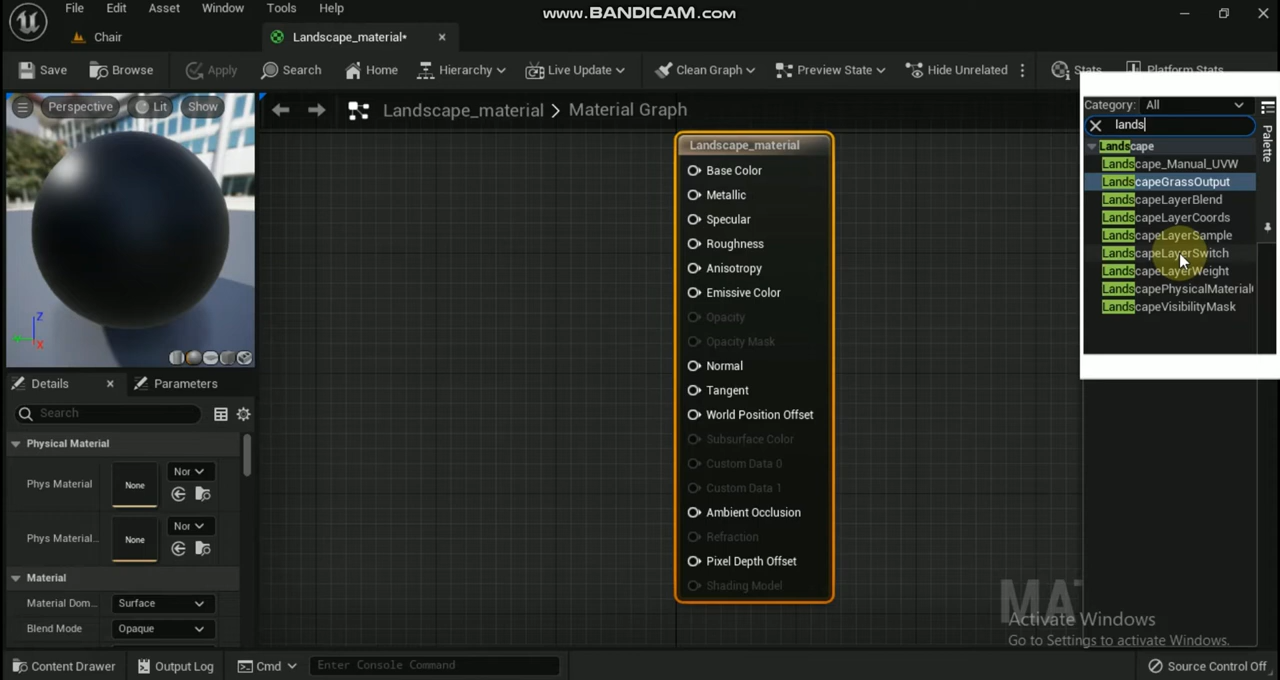 File Edit Asset Window Tools Help
www.BANDICAM.com
Chair
Landscape_material*
Save Browse Apply Search Home Hierarchy Live Update Clean Graph Preview State Hide Unrelated Stats Platform Stats
Perspective Lit Show
Landscape_material > Material Graph
Category: All
lands
Palette
Landscape
Landscape_Manual_UVW
LandscapeGrassOutput
LandscapeLayerBlend
LandscapeLayerCoords
LandscapeLayerSample
LandscapeLayerSwitch
LandscapeLayerWeight
LandscapePhysicalMaterial
LandscapeVisibilityMask
Landscape_material
Base Color
Metallic
Specular
Roughness
Anisotropy
Emissive Color
Opacity
Opacity Mask
Normal
Tangent
World Position Offset
Subsurface Color
Custom Data 0
Custom Data 1
Ambient Occlusion
Refraction
Pixel Depth Offset
Shading Model
Z
X
Details Parameters
Search
Physical Material
Phys Material None Nor
Phys Material... None Nor
Material
Material Dom... Surface
Blend Mode Opaque
MA
Activate Windows
Go to Settings to activate Windows.
Content Drawer Output Log Cmd Enter Console Command Source Control Off